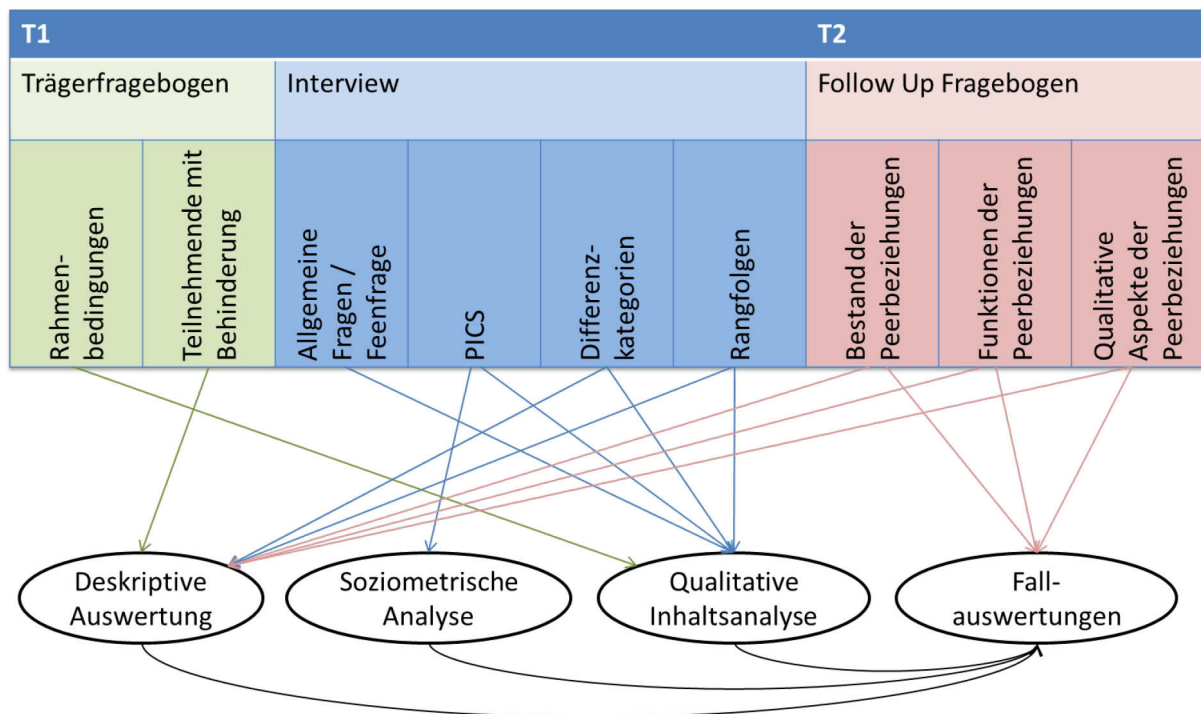 T1
T2
Trägerfragebogen
Interview
Follow Up Fragebogen
Rahmen-
bedingungen
Teilnehmende mit
Behinderung
Allgemeine
Fragen /
Feenfrage
PICS
Differenz-
kategorien
Rangfolgen
Bestand der
Peerbeziehungen
Funktionen der
Peerbeziehungen
Qualitative
Aspekte der
Peerbeziehungen
Deskriptive
Auswertung
Soziometrische
Analyse
Qualitative
Inhaltsanalyse
Fall-
auswertungen